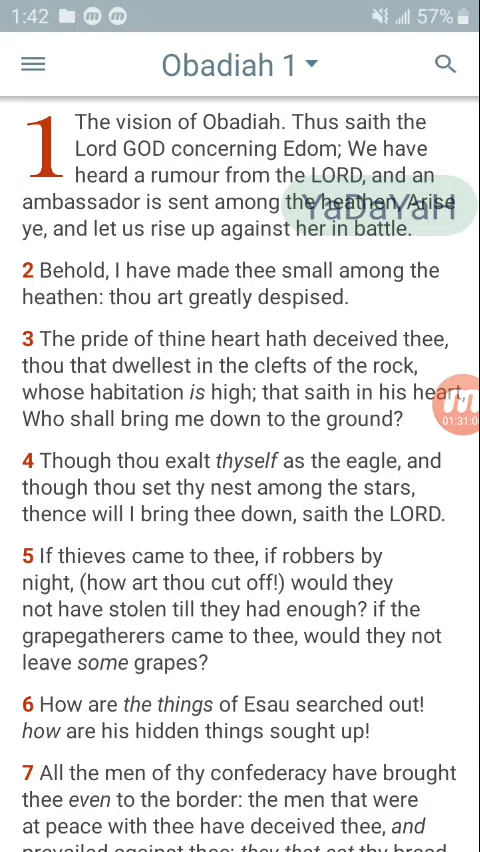 1:42 57%
Obadiah 1
1 The vision of Obadiah. Thus saith the
Lord GOD concerning Edom; We have
heard a rumour from the LORD, and an
ambassador is sent among the heathen, Arise
YaDaYaH
ye, and let us rise up against her in battle.
2 Behold, I have made thee small among the
heathen: thou art greatly despised.
3 The pride of thine heart hath deceived thee,
thou that dwellest in the clefts of the rock,
whose habitation is high; that saith in his heart,
Who shall bring me down to the ground?
01:31:0
4 Though thou exalt thyself as the eagle, and
though thou set thy nest among the stars,
thence will I bring thee down, saith the LORD.
5 If thieves came to thee, if robbers by
night, (how art thou cut off!) would they
not have stolen till they had enough? if the
grapegatherers came to thee, would they not
leave some grapes?
6 How are the things of Esau searched out!
how are his hidden things sought up!
7 All the men of thy confederacy have brought
thee even to the border: the men that were
at peace with thee have deceived thee, and
prevailed against thee; they that eat thy bread